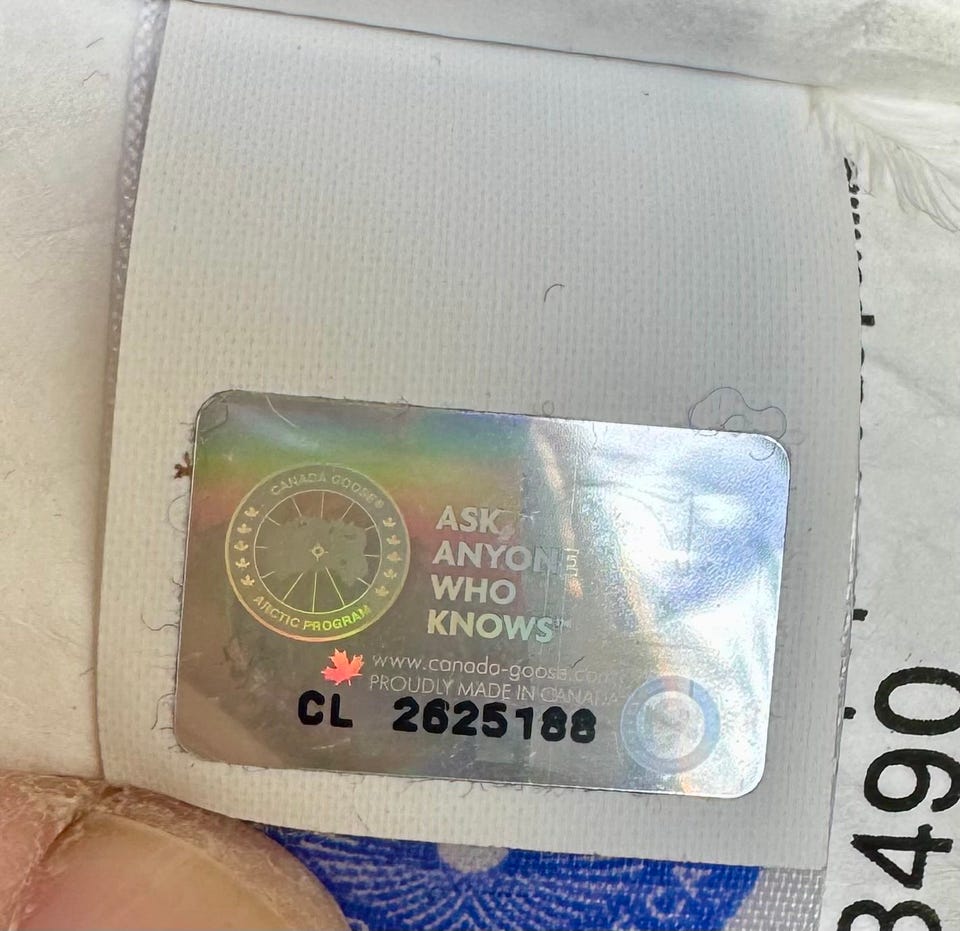 CANADA GOOSE®
ARCTIC PROGRAM
ASK
ANYONE
WHO
KNOWS™
www.canada-goose.com
PROUDLY MADE IN CANADA
CL 2625188
3490